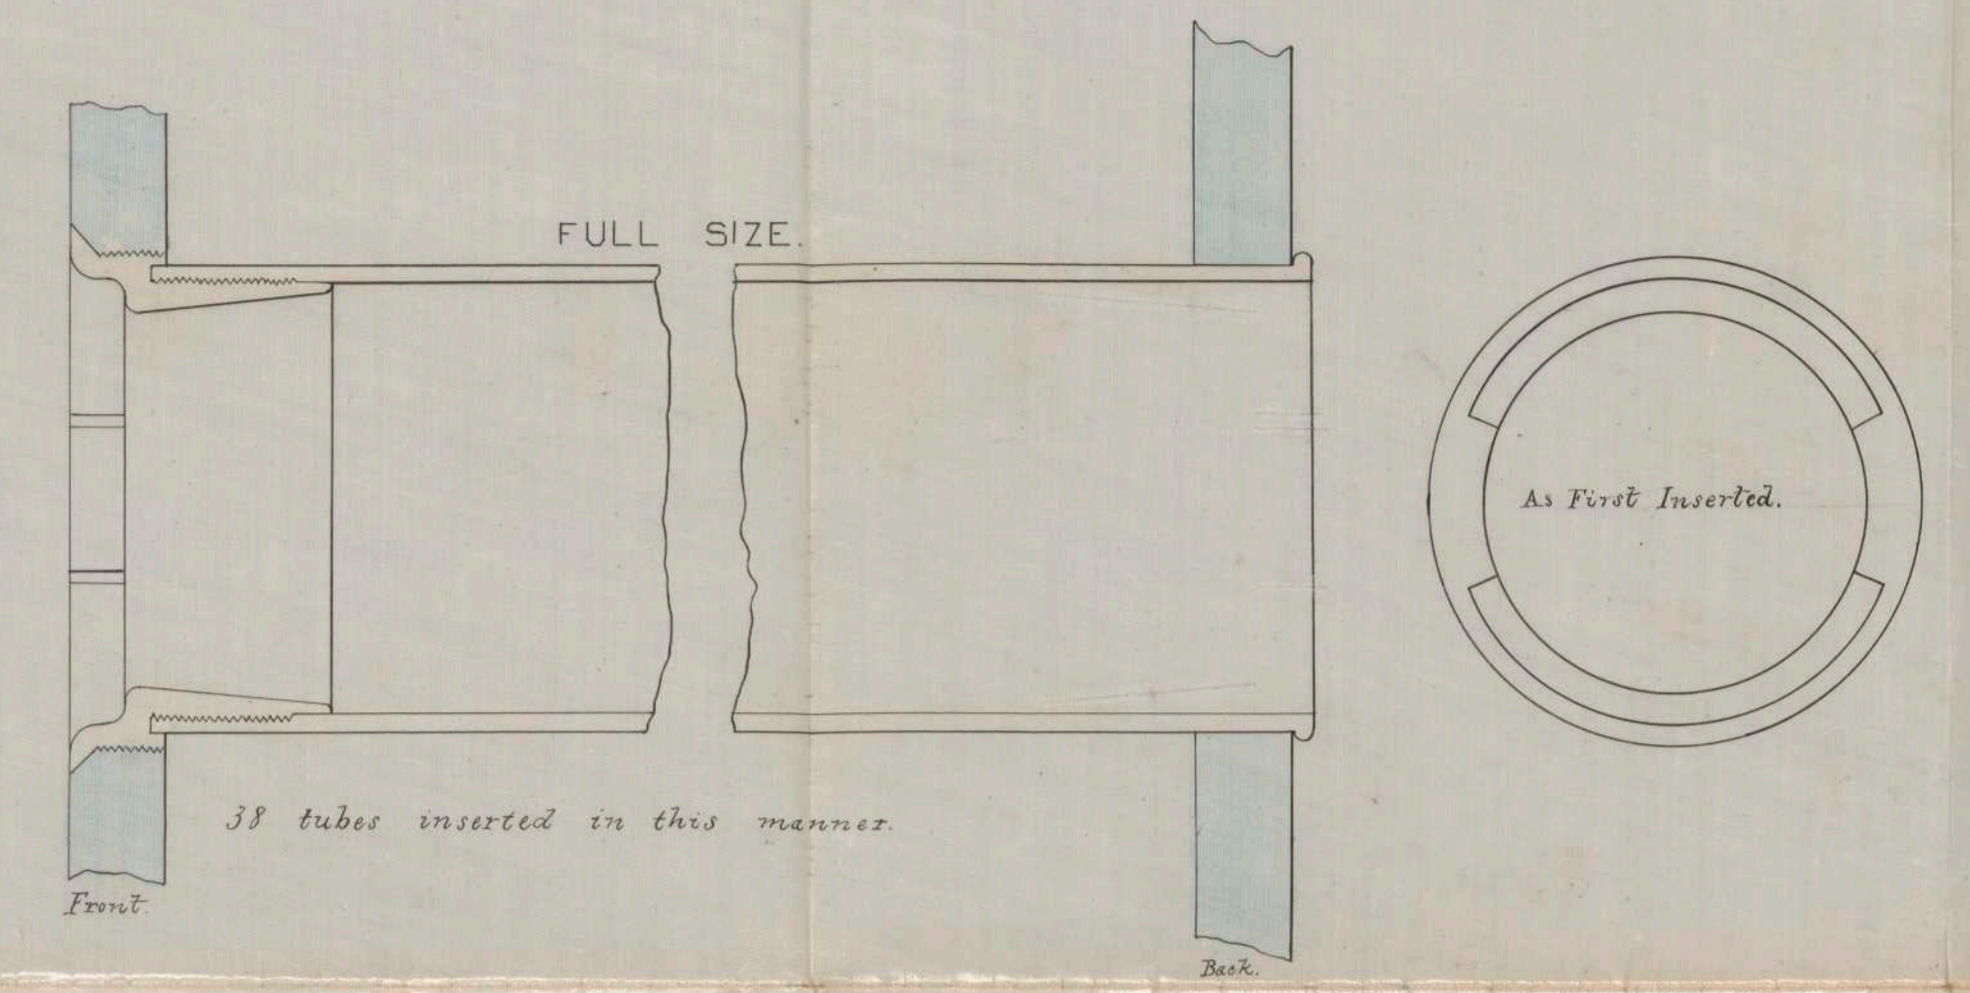 FULL SIZE.
As First Inserted.
38 tubes inserted in this manner.
Front.
Back.